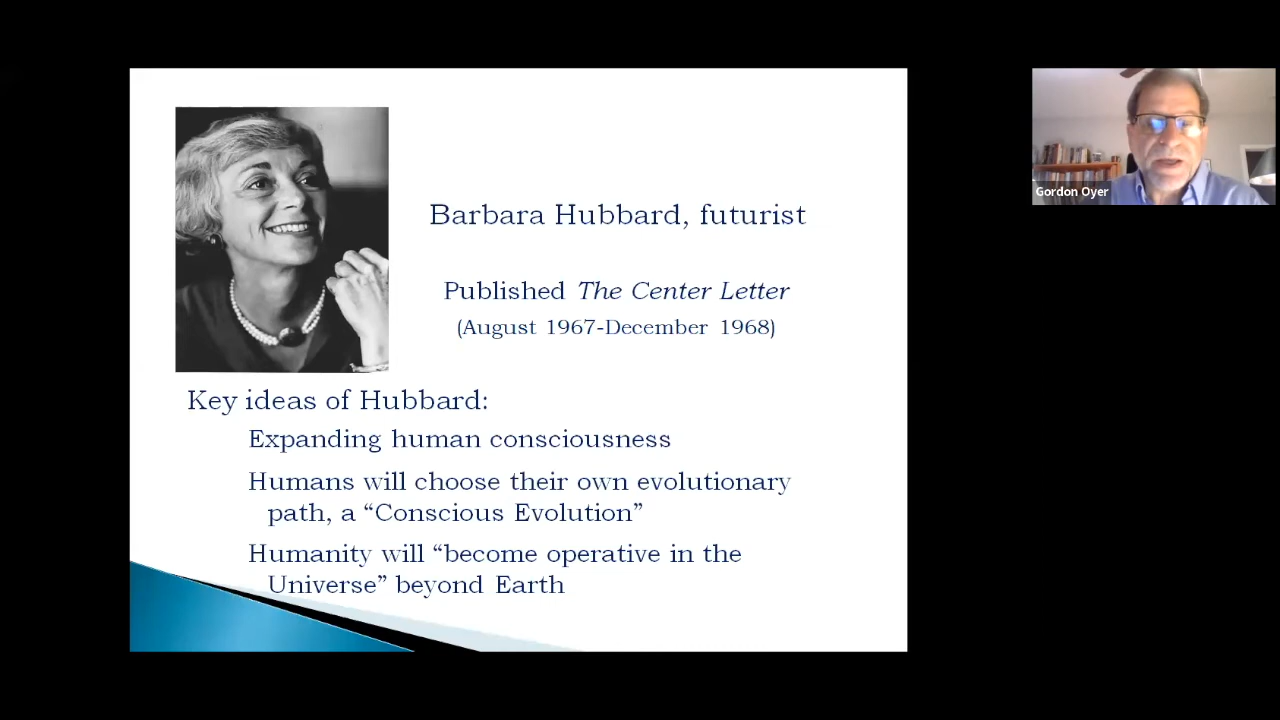 Barbara Hubbard, futurist
Published The Center Letter
(August 1967-December 1968)
Key ideas of Hubbard:
Expanding human consciousness
Humans will choose their own evolutionary
path, a “Conscious Evolution”
Humanity will “become operative in the
Universe” beyond Earth
Gordon Oyer